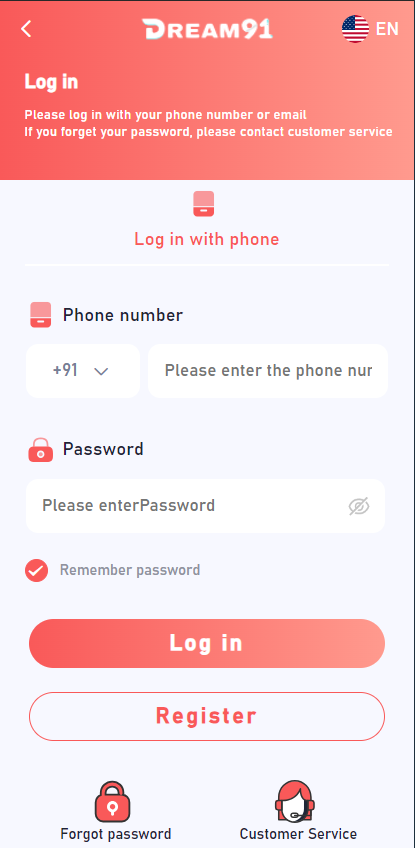 DREAM91
EN
Log in
Please log in with your phone number or email
If you forget your password, please contact customer service
Log in with phone
Phone number
+91
Please enter the phone nur
Password
Please enterPassword
Remember password
Log in
Register
Forgot password
Customer Service